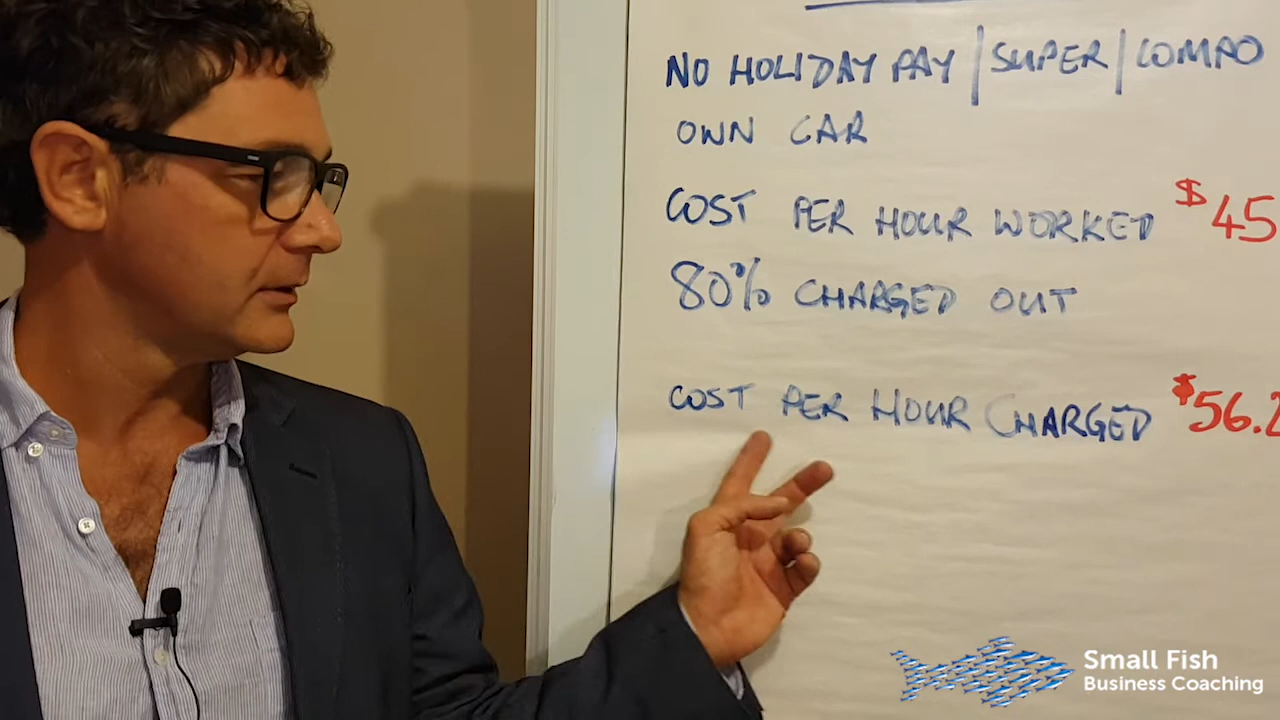 NO HOLIDAY PAY / SUPER / COMPO
OWN CAR
COST PER HOUR WORKED $45
80% CHARGED OUT
COST PER HOUR CHARGED $56.2
Small Fish
Business Coaching